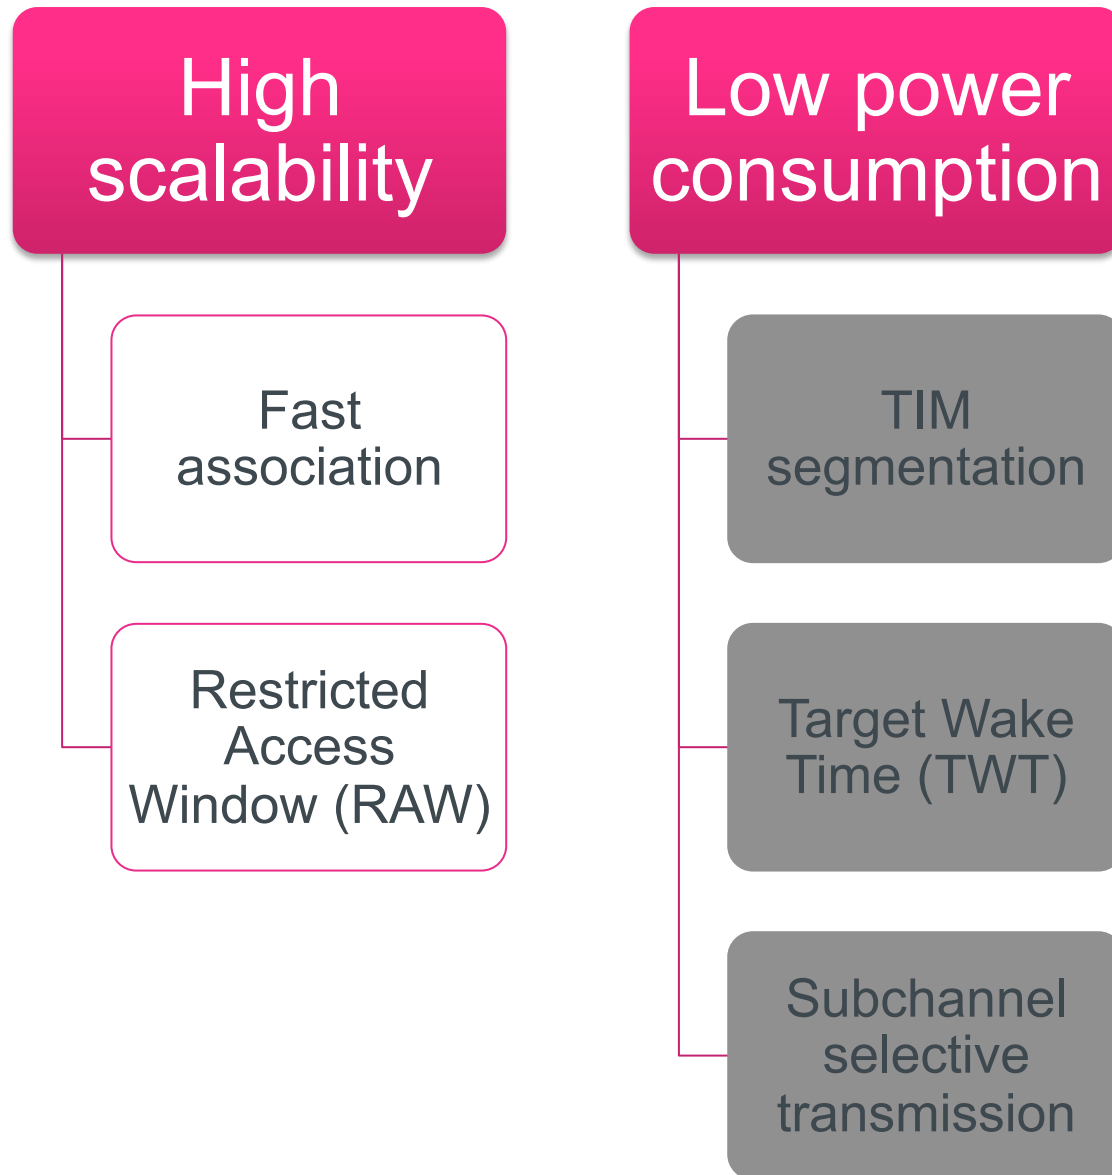 High
scalability
Fast
association
Restricted
Access
Window (RAW)
Low power
consumption
TIM
segmentation
Target Wake
Time (TWT)
Subchannel
selective
transmission